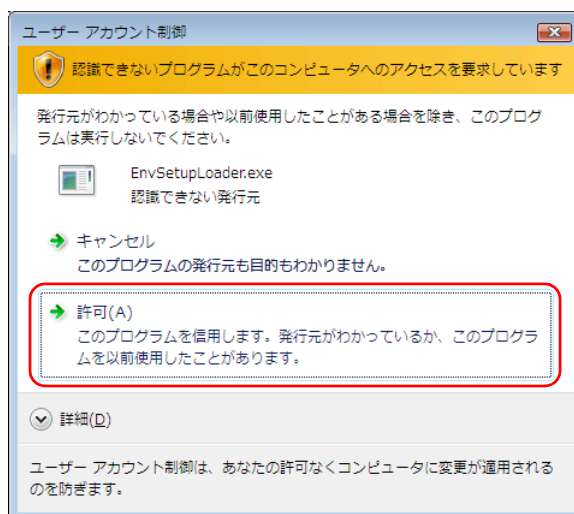 ユーザー アカウント制御
認識できないプログラムがこのコンピュータへのアクセスを要求しています
発行元がわかっている場合や以前使用したことがある場合を除き、このプログ
ラムは実行しないでください。
EnvSetupLoader.exe
認識できない発行元
キャンセル
このプログラムの発行元も目的もわかりません。
許可(A)
このプログラムを信用します。発行元がわかっているか、このプログラ
ムを以前使用したことがあります。
詳細(D)
ユーザー アカウント制御は、あなたの許可なくコンピュータに変更が適用される
のを防ぎます。